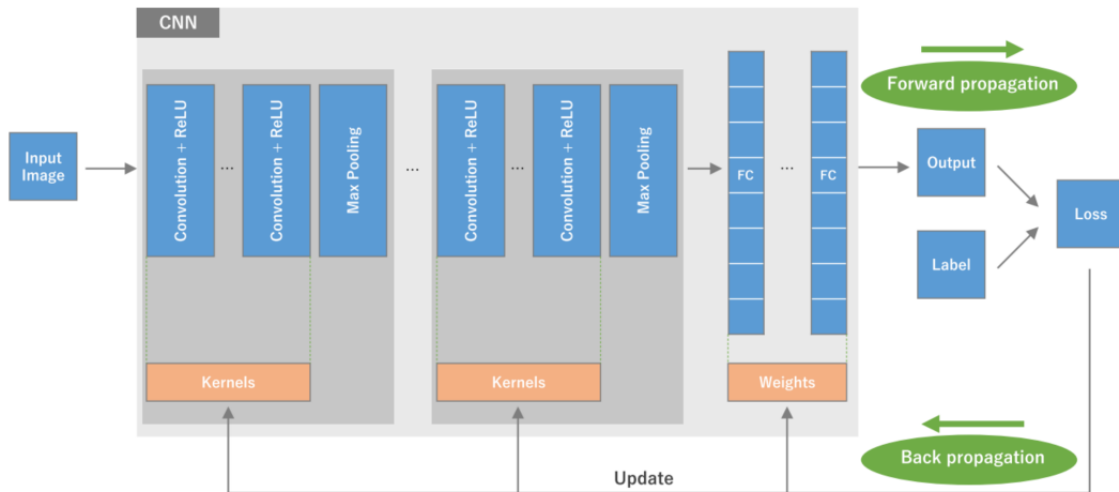 CNN
Forward propagation
Input
Image
Convolution + ReLU
...
Convolution + ReLU
Max Pooling
...
Convolution + ReLU
...
Convolution + ReLU
Max Pooling
FC
...
FC
Output
Label
Loss
Kernels
Kernels
Weights
Back propagation
Update